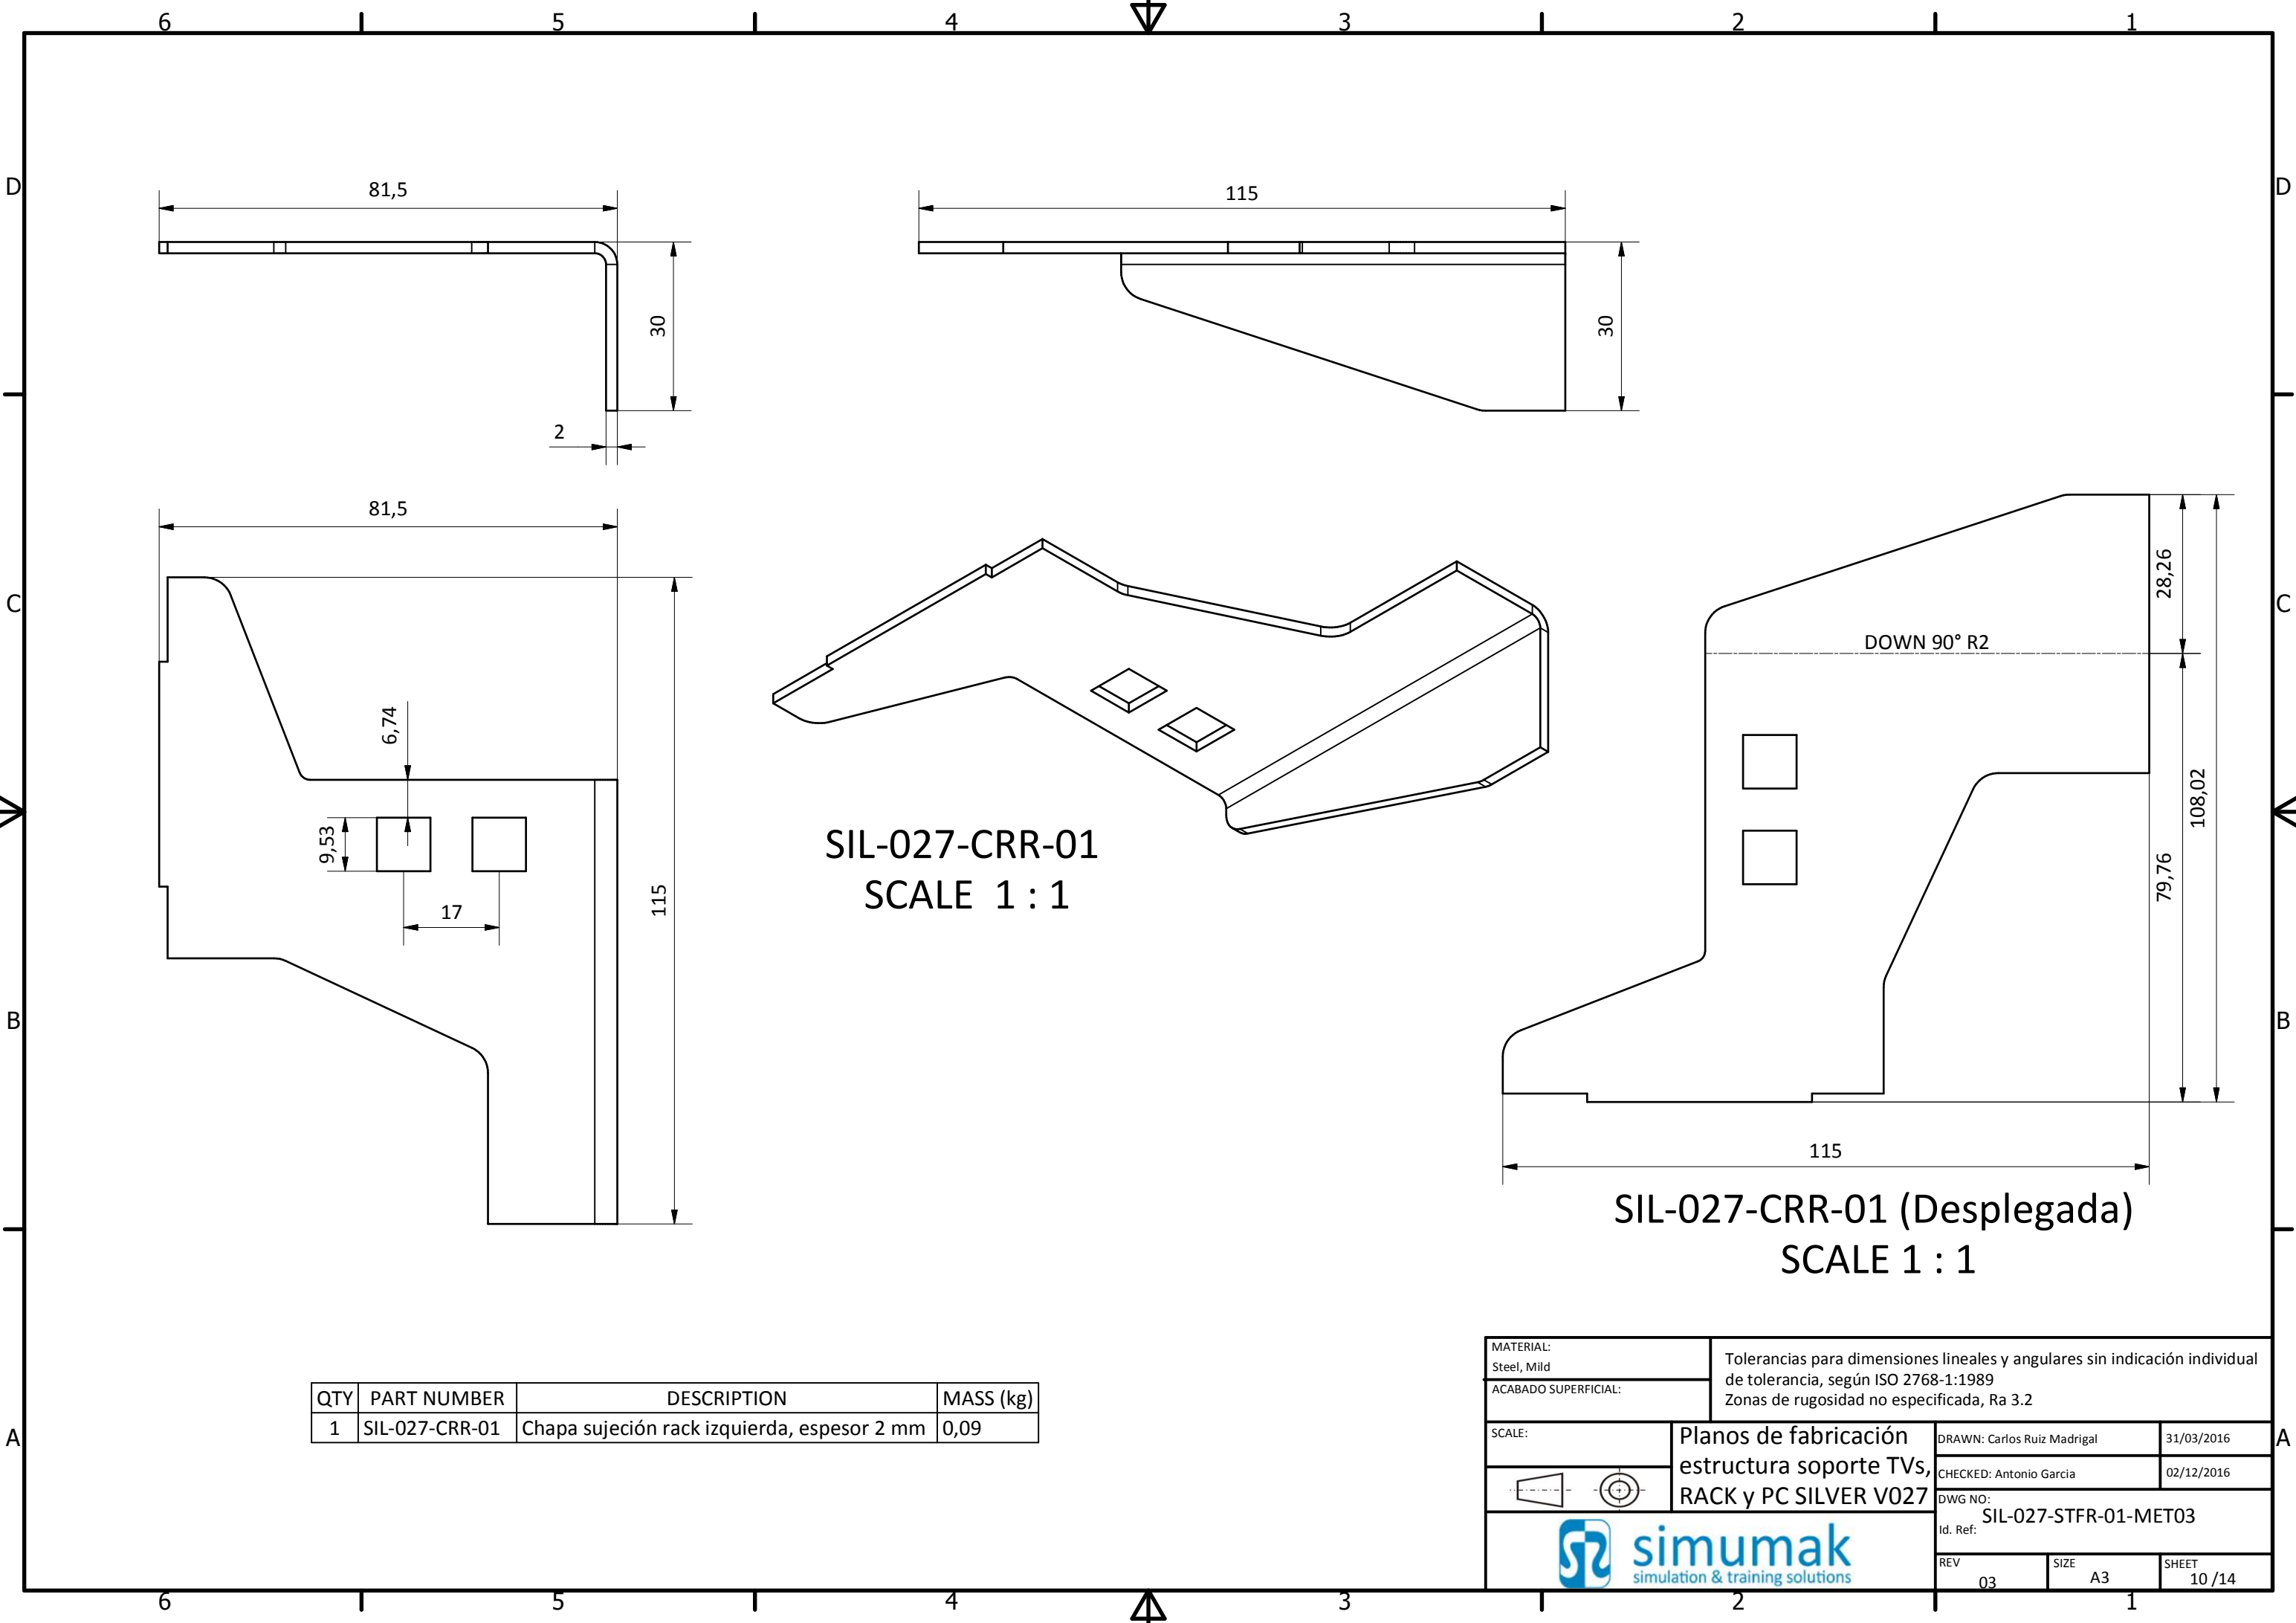 6 5 4 3 2 1
D D
81,5
115
30
30
2
81,5
28,26
C C
DOWN 90° R2
6,74
108,02
9,53
SIL-027-CRR-01
SCALE 1 : 1
79,76
115
17
B B
115
SIL-027-CRR-01 (Desplegada)
SCALE 1 : 1
QTY PART NUMBER DESCRIPTION MASS (kg)
1 SIL-027-CRR-01 Chapa sujeción rack izquierda, espesor 2 mm 0,09
A A
MATERIAL:
Steel, Mild
ACABADO SUPERFICIAL:
Tolerancias para dimensiones lineales y angulares sin indicación individual
de tolerancia, según ISO 2768-1:1989
Zonas de rugosidad no especificada, Ra 3.2
SCALE:
Planos de fabricación
estructura soporte TVs,
RACK y PC SILVER V027
DRAWN: Carlos Ruiz Madrigal 31/03/2016
CHECKED: Antonio Garcia 02/12/2016
DWG NO:
SIL-027-STFR-01-MET03
Id. Ref:
simumak
simulation & training solutions
REV
03
SIZE
A3
SHEET
10 /14
6 5 4 3 2 1